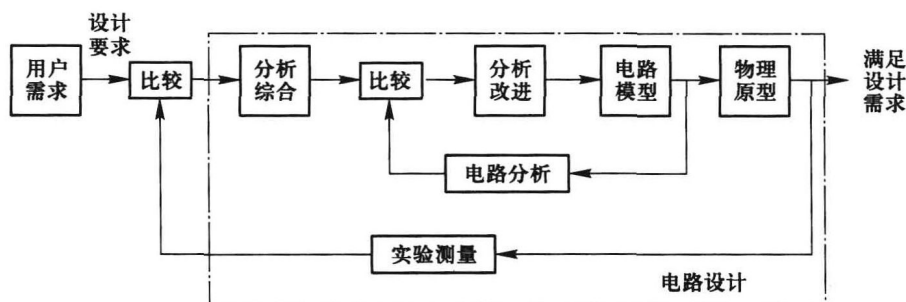 用户
需求
设计
要求
比较
分析
综合
比较
分析
改进
电路
模型
物理
原型
满足
设计
需求
电路分析
实验测量
电路设计